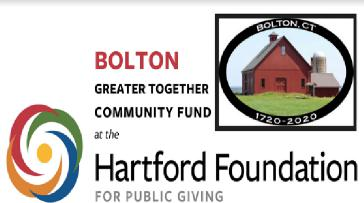 BOLTON
GREATER TOGETHER
COMMUNITY FUND
at the
Hartford Foundation
FOR PUBLIC GIVING
BOLTON, CT
1720-2020